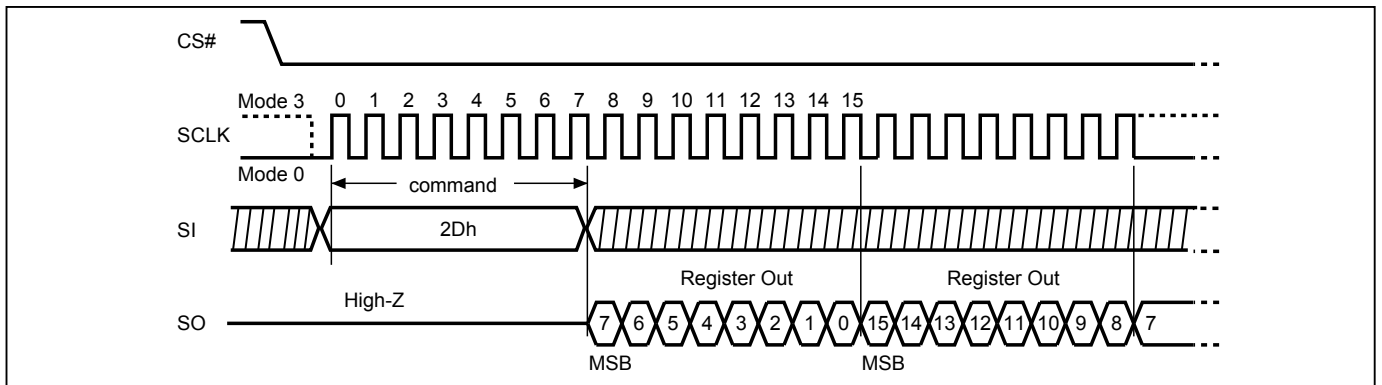 CS#
Mode 3 0 1 2 3 4 5 6 7 8 9 10 11 12 13 14 15
SCLK
Mode 0
command
SI 2Dh
Register Out Register Out
High-Z
SO 7 6 5 4 3 2 1 0 15 14 13 12 11 10 9 8 7
MSB MSB